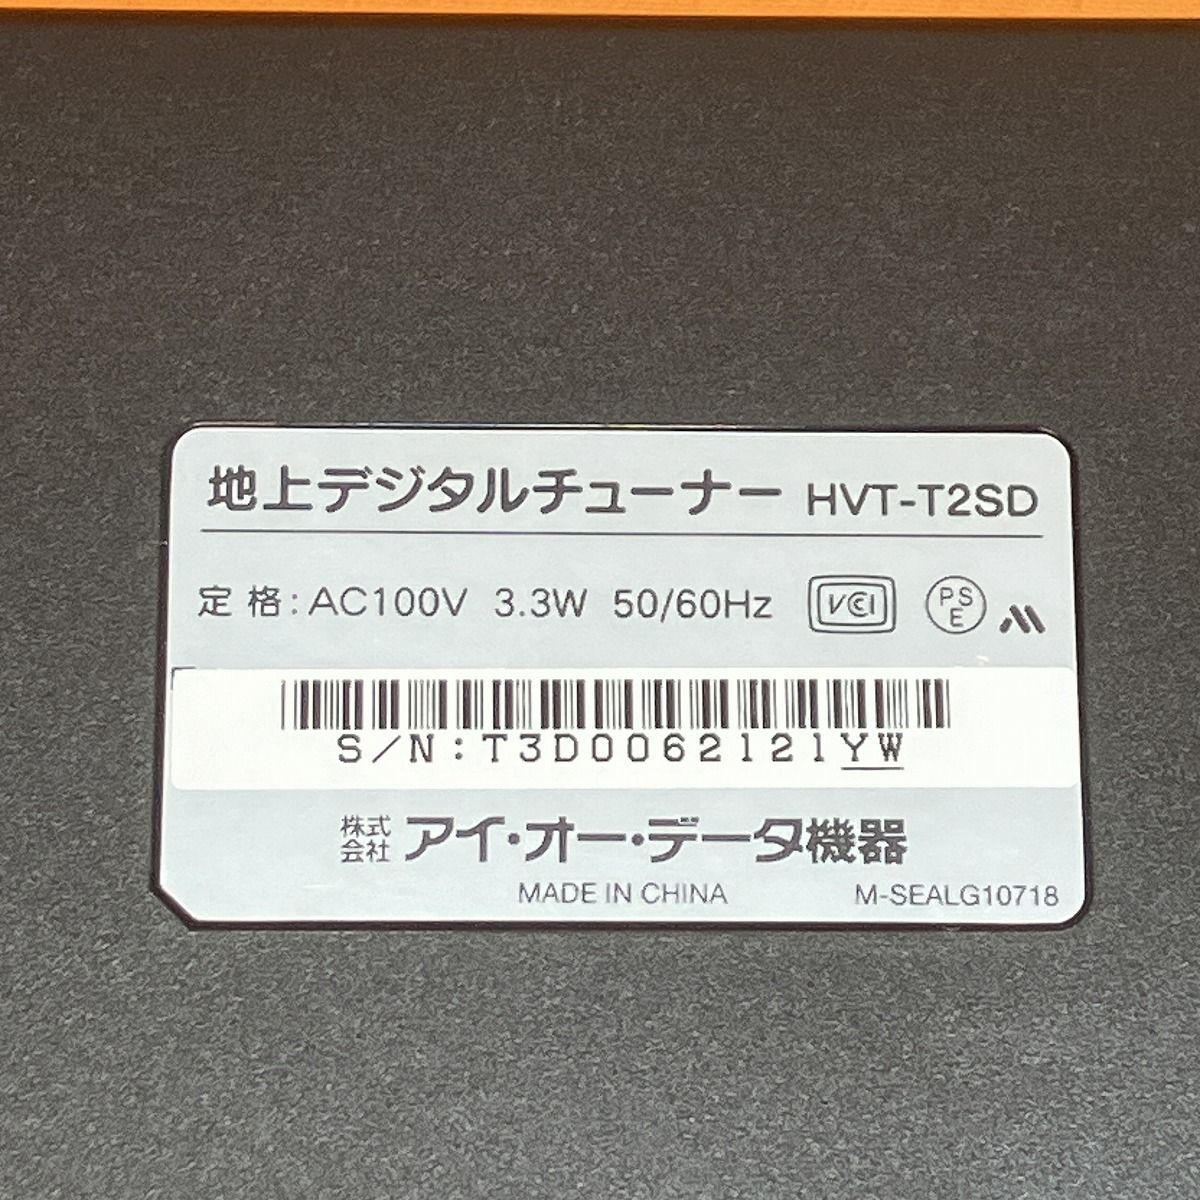 地上デジタルチューナー HVT-T2SD
定格:AC100V 3.3W 50/60Hz VCI PSE
S/N:T3D0062121YW
株式会社 アイ・オー・データ機器
MADE IN CHINA M-SEALG10718